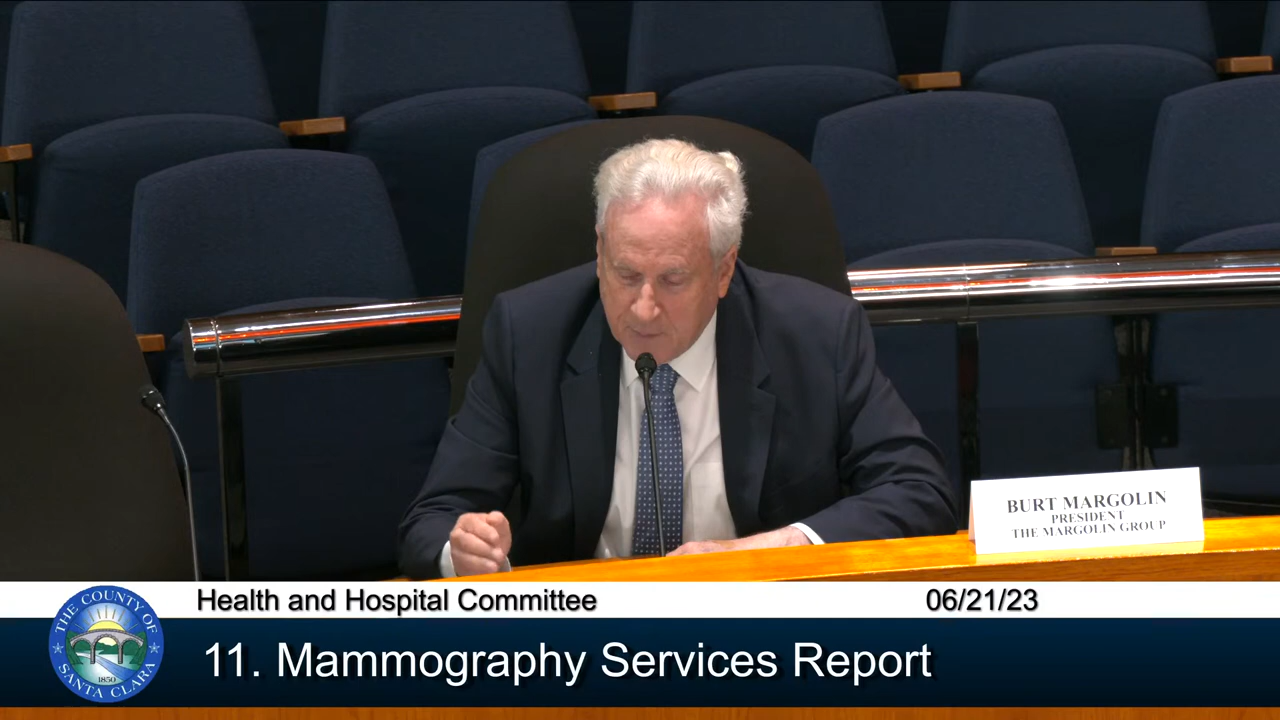 BURT MARGOLIN
PRESIDENT
THE MARGOLIN GROUP
Health and Hospital Committee
06/21/23
11. Mammography Services Report
THE COUNTY OF
SANTA CLARA
1850